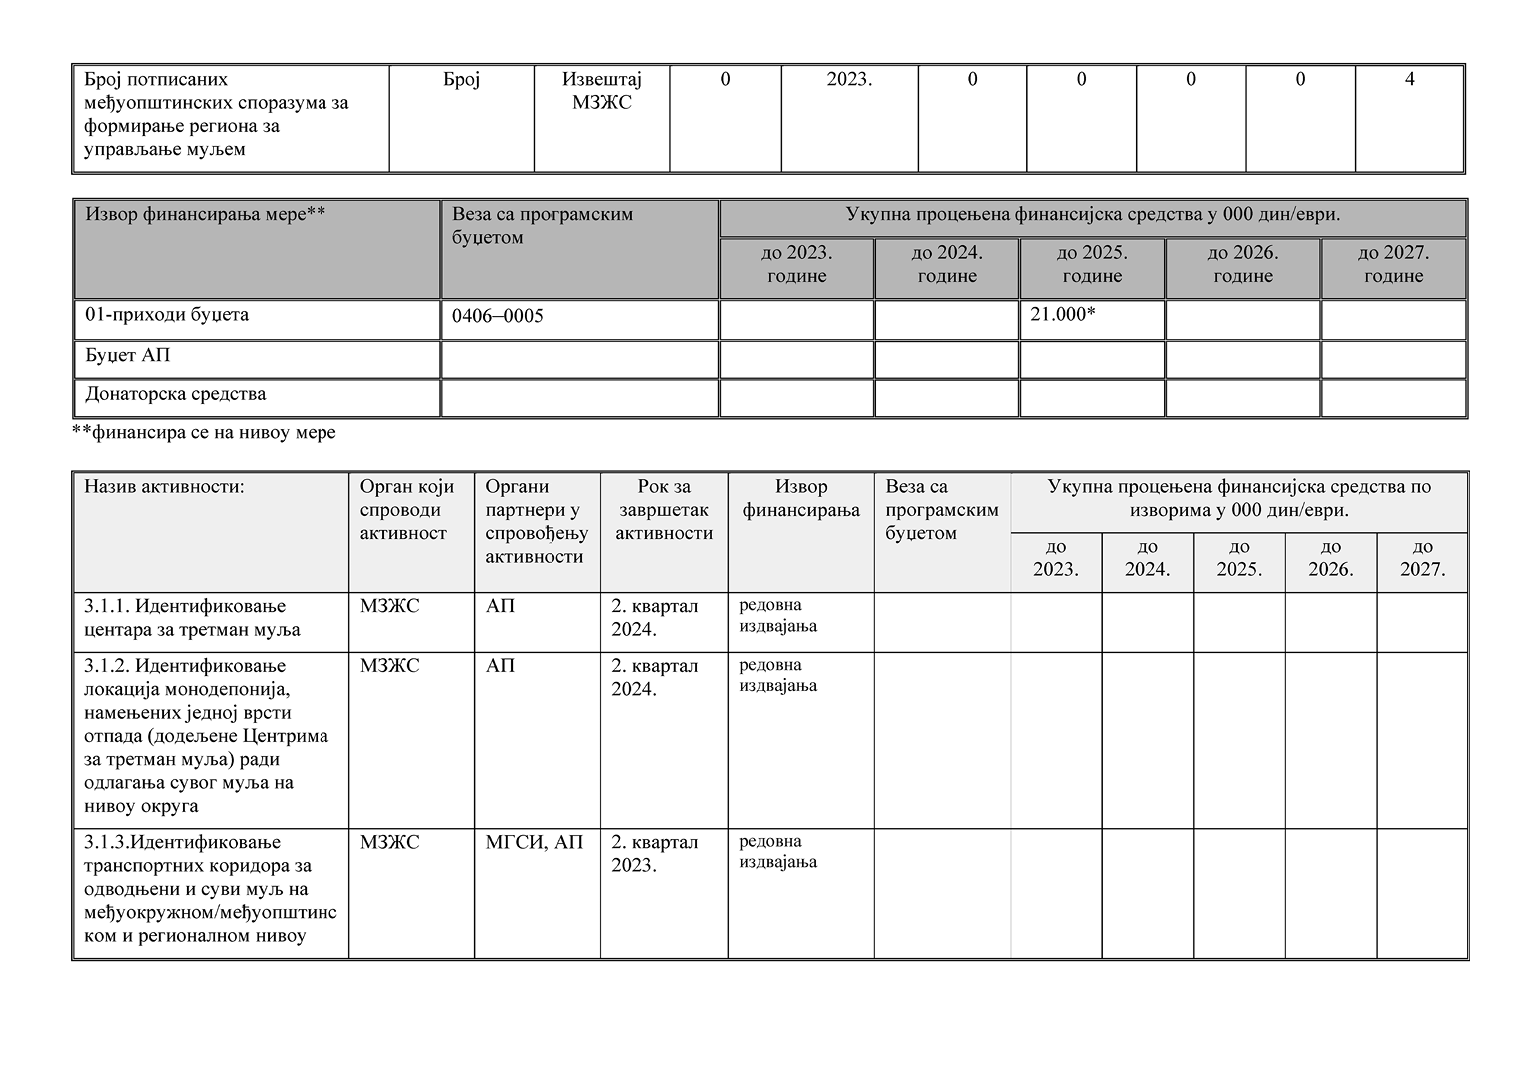 Број потписаних
међуопштинских споразума за
формирање региона за
управљање муљем
Број
Извештај
МЗЖС
0
2023.
0
0
0
0
4
Извор финансирања мере**
Веза са програмским
буџетом
Укупна процењена финансијска средства у 000 дин/еври.
до 2023.
године
до 2024.
године
до 2025.
године
до 2026.
године
до 2027.
године
01-приходи буџета
0406–0005
21.000*
Буџет АП
Донаторска средства
**финансира се на нивоу мере
Назив активности:
Орган који
спроводи
активност
Органи
партнери у
спровођењу
активности
Рок за
завршетак
активности
Извор
финансирања
Веза са
програмским
буџетом
Укупна процењена финансијска средства по
изворима у 000 дин/еври.
до
2023.
до
2024.
до
2025.
до
2026.
до
2027.
3.1.1. Идентификовање
центара за третман муља
МЗЖС
АП
2. квартал
2024.
редовна
издвајања
3.1.2. Идентификовање
локација монодепонија,
намењених једној врсти
отпада (додељене Центрима
за третман муља) ради
одлагања сувог муља на
нивоу округа
МЗЖС
АП
2. квартал
2024.
редовна
издвајања
3.1.3.Идентификовање
транспортних коридора за
одводњени и суви муљ на
међуокружном/међуопштинс
ком и регионалном нивоу
МЗЖС
МГСИ, АП
2. квартал
2023.
редовна
издвајања